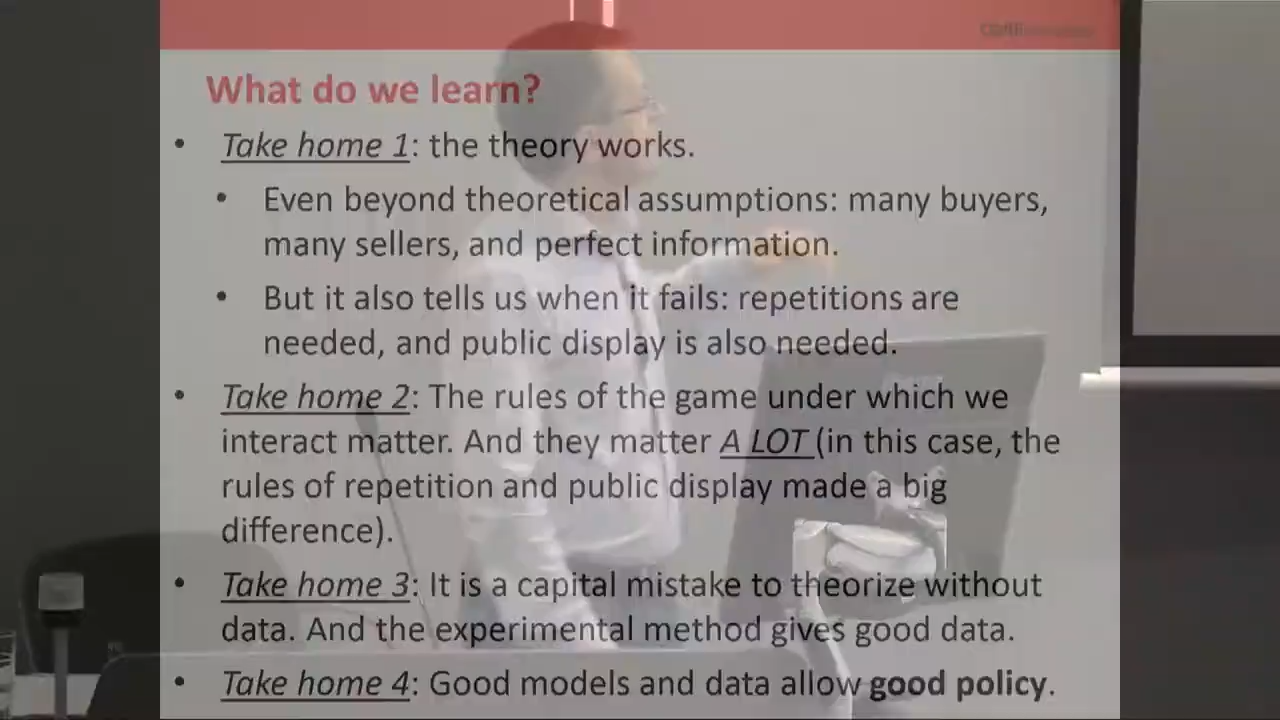 What do we learn?
• Take home 1: the theory works.
• Even beyond theoretical assumptions: many buyers,
many sellers, and perfect information.
• But it also tells us when it fails: repetitions are
needed, and public display is also needed.
• Take home 2: The rules of the game under which we
interact matter. And they matter A LOT (in this case, the
rules of repetition and public display made a big
difference).
• Take home 3: It is a capital mistake to theorize without
data. And the experimental method gives good data.
• Take home 4: Good models and data allow good policy.